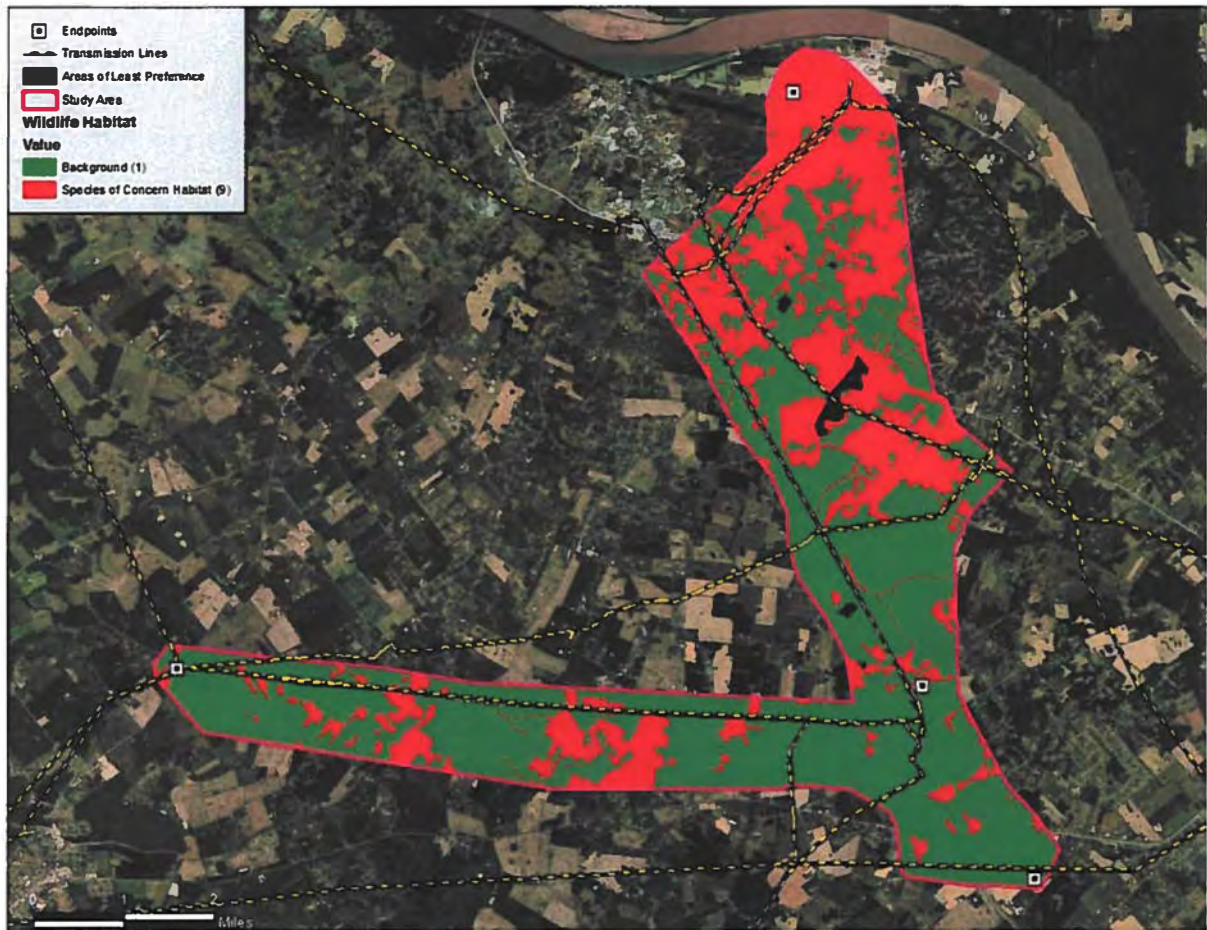 Endpoints
Transmission Lines
Areas of Least Preference
Study Area
Wildlife Habitat
Value
Background (1)
Species of Concern Habitat (9)
0 1 2
Miles